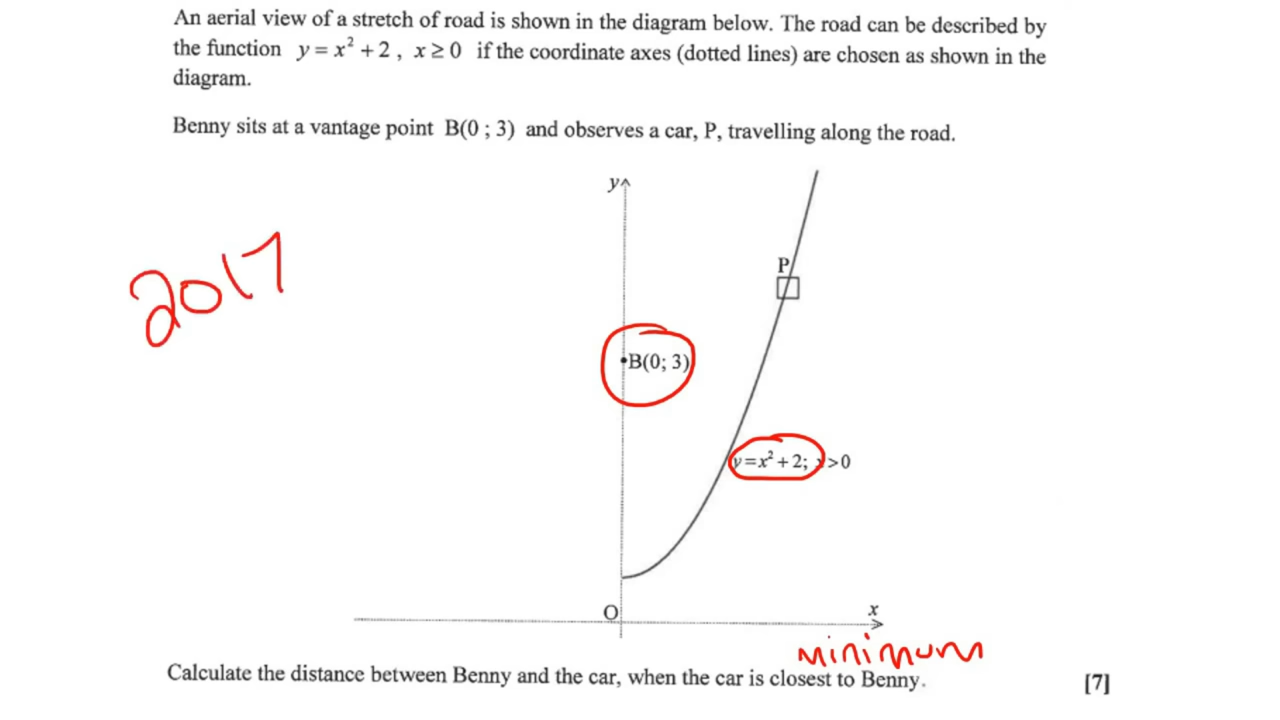 An aerial view of a stretch of road is shown in the diagram below. The road can be described by
the function y = x² + 2 , x ≥ 0 if the coordinate axes (dotted lines) are chosen as shown in the
diagram.
Benny sits at a vantage point B(0 ; 3) and observes a car, P, travelling along the road.
y
2017
P
B(0; 3)
y=x²+2; x>0
O
x
minimum
Calculate the distance between Benny and the car, when the car is closest to Benny.
[7]